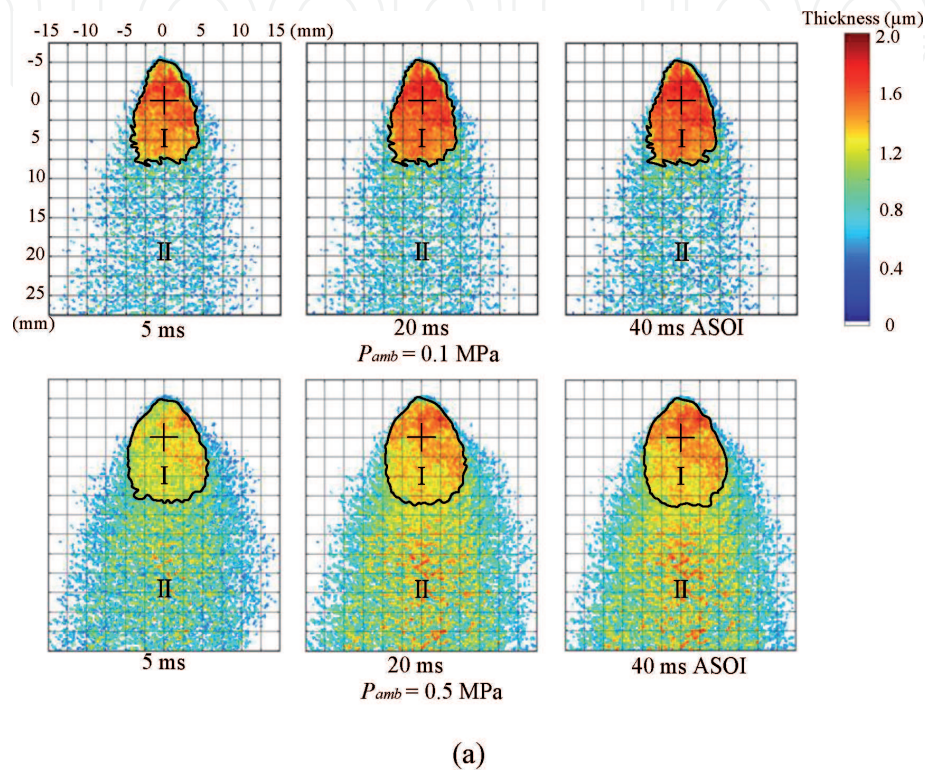 Thickness (µm)
-15 -10 -5 0 5 10 15 (mm)
2.0
1.6
1.2
0.8
0.4
0
-5
0
5
10
15
20
25
(mm)
I
II
I
II
I
II
5 ms
20 ms
40 ms ASOI
Pamb = 0.1 MPa
I
II
I
II
I
II
5 ms
20 ms
40 ms ASOI
Pamb = 0.5 MPa
(a)